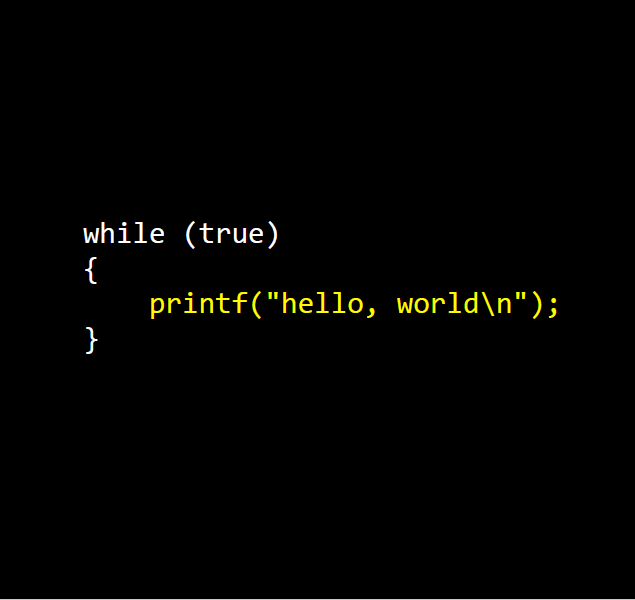 while (true)
{
    printf("hello, world\n");
}